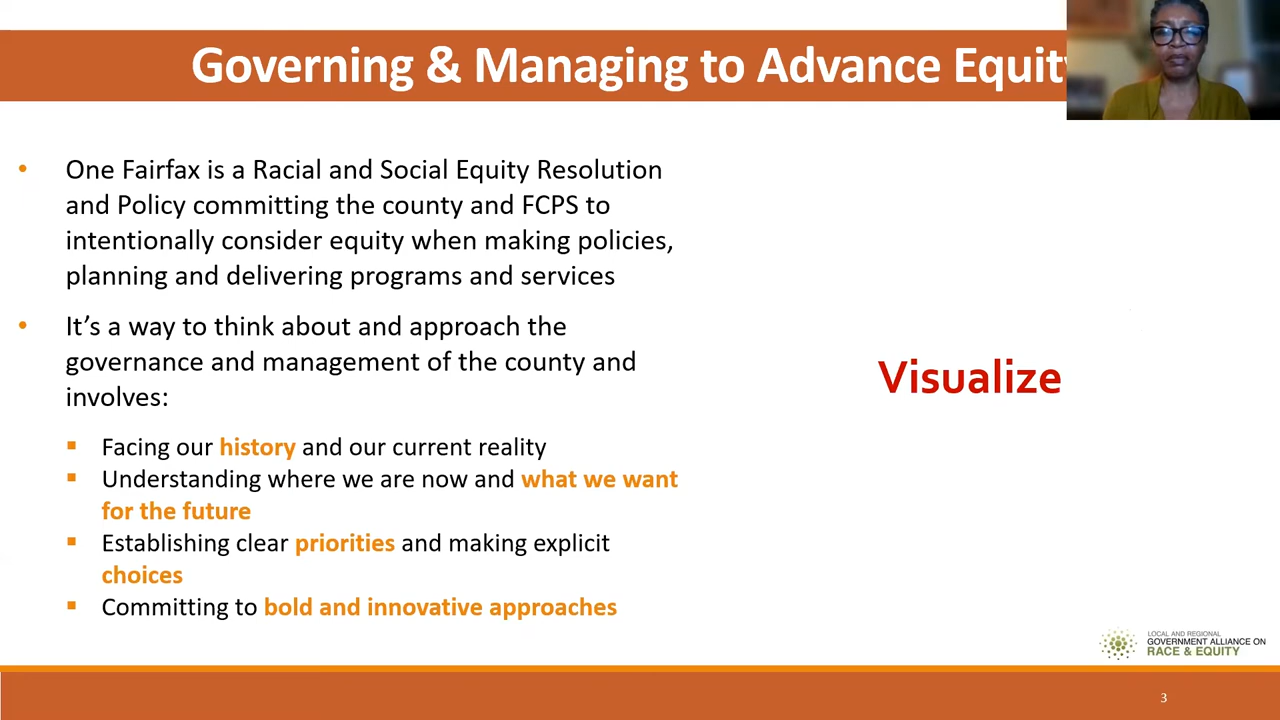 Governing & Managing to Advance Equity
• One Fairfax is a Racial and Social Equity Resolution
and Policy committing the county and FCPS to
intentionally consider equity when making policies,
planning and delivering programs and services
• It’s a way to think about and approach the
governance and management of the county and
involves:
▪ Facing our history and our current reality
▪ Understanding where we are now and what we want
for the future
▪ Establishing clear priorities and making explicit
choices
▪ Committing to bold and innovative approaches
Visualize
LOCAL AND REGIONAL
GOVERNMENT ALLIANCE ON
RACE & EQUITY
3